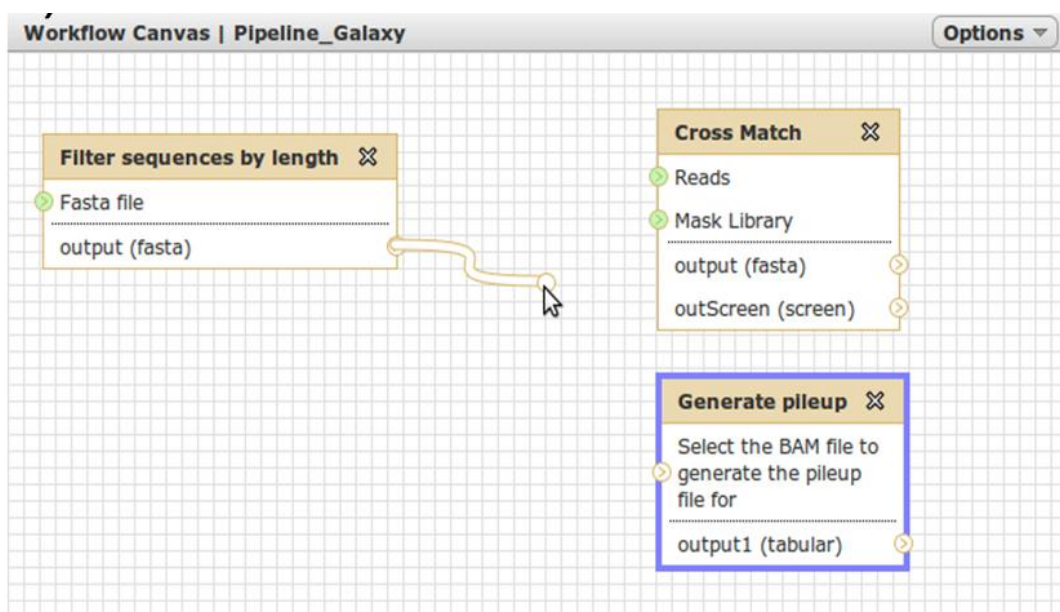 Workflow Canvas | Pipeline_Galaxy
Options
Filter sequences by length
Fasta file
output (fasta)
Cross Match
Reads
Mask Library
output (fasta)
outScreen (screen)
Generate pileup
Select the BAM file to
generate the pileup
file for
output1 (tabular)